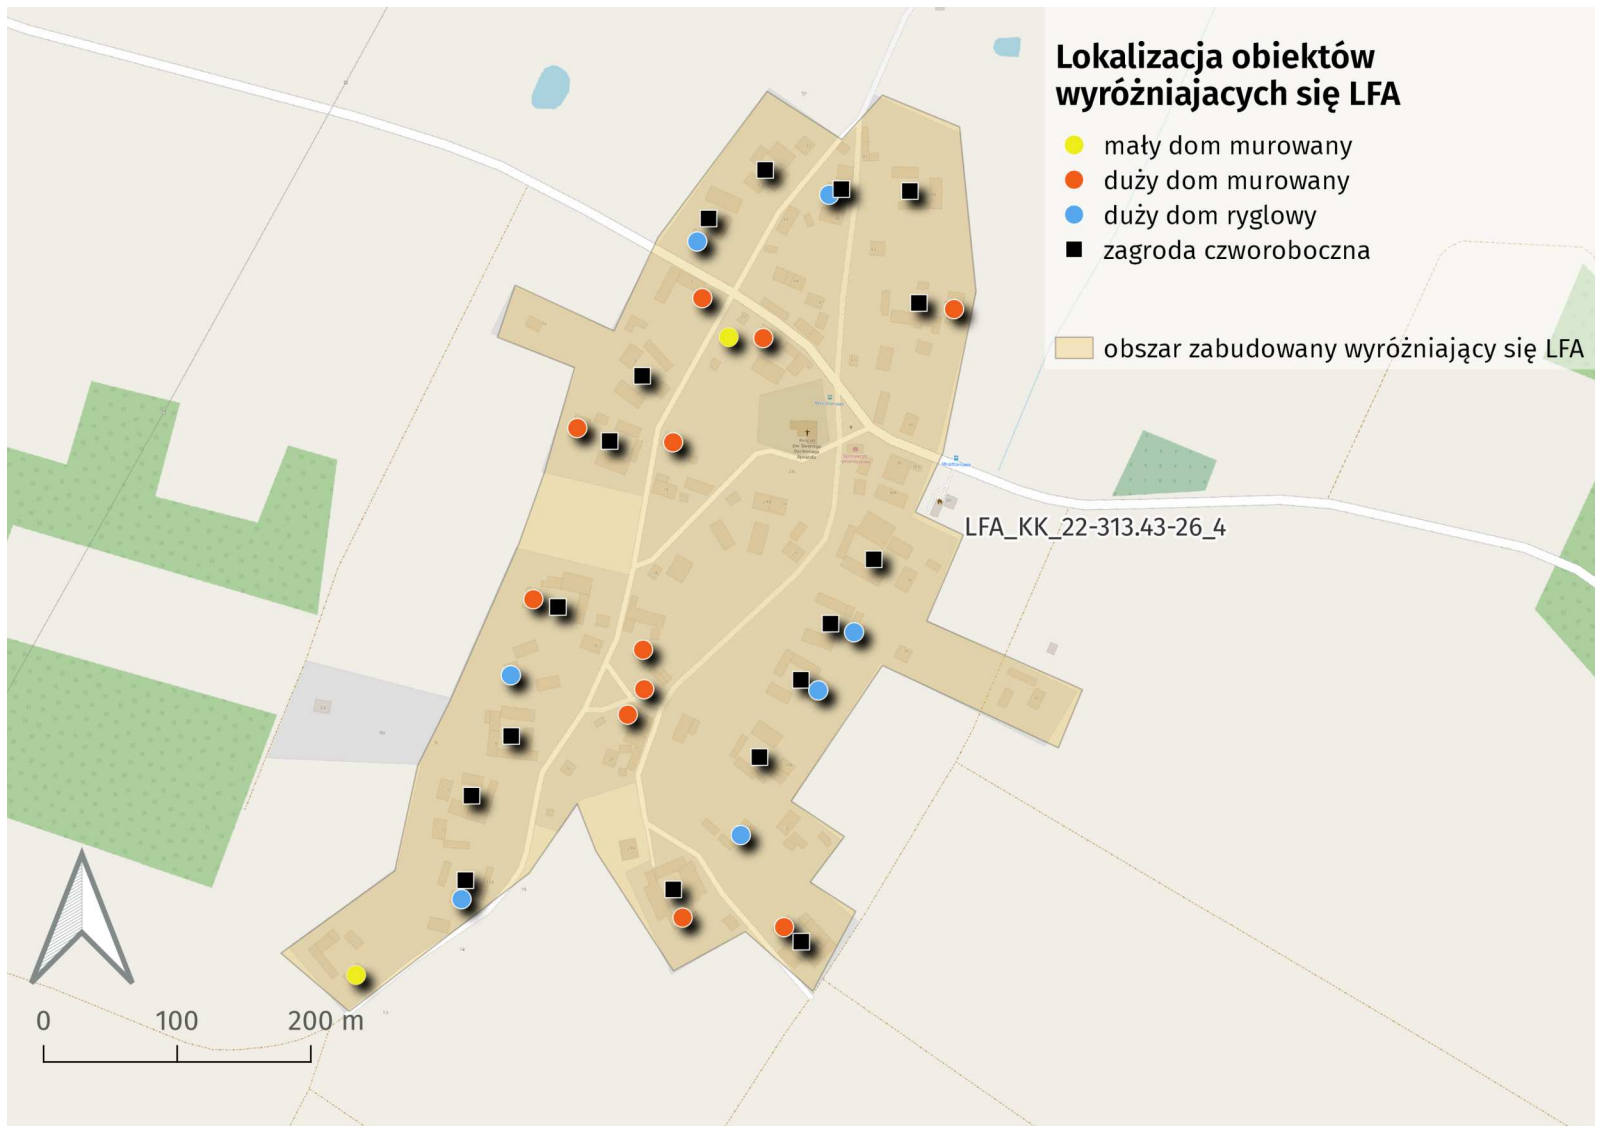 Lokalizacja obiektów
wyróżniajacych się LFA
mały dom murowany
duży dom murowany
duży dom ryglowy
zagroda czworoboczna
obszar zabudowany wyróżniający się LFA
LFA_KK_22-313.43-26_4
0 100 200 m